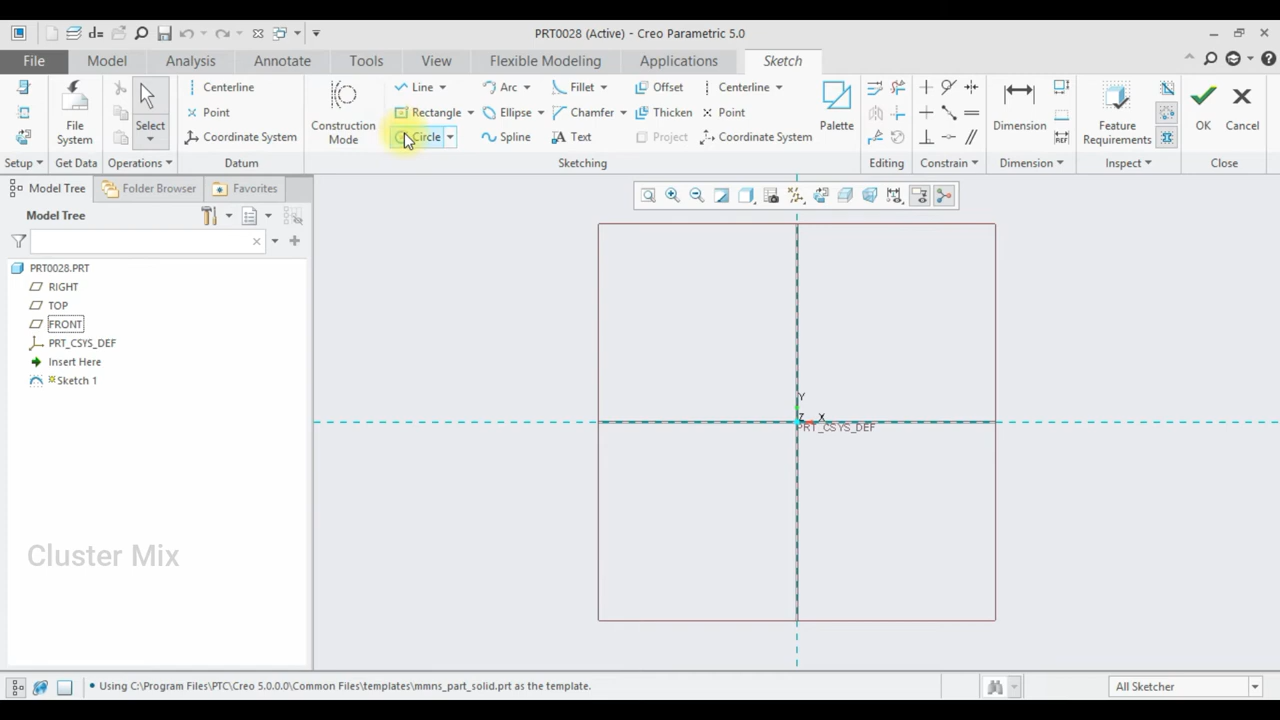 PRT0028 (Active) - Creo Parametric 5.0
File Model Analysis Annotate Tools View Flexible Modeling Applications Sketch
Centerline Line Arc Fillet Offset Centerline
Point Rectangle Ellipse Chamfer Thicken Point
File System Select Coordinate System Construction Mode Circle Spline Text Project Coordinate System Palette Dimension Feature Requirements OK Cancel
Setup Get Data Operations Datum Sketching Editing Constrain Dimension Inspect Close
Model Tree Folder Browser Favorites
Model Tree
PRT0028.PRT
RIGHT
TOP
FRONT
PRT_CSYS_DEF
Insert Here
Sketch 1
Y
Z X
PRT_CSYS_DEF
Cluster Mix
• Using C:\Program Files\PTC\Creo 5.0.0.0\Common Files\templates\mmns_part_solid.prt as the template.
All Sketcher